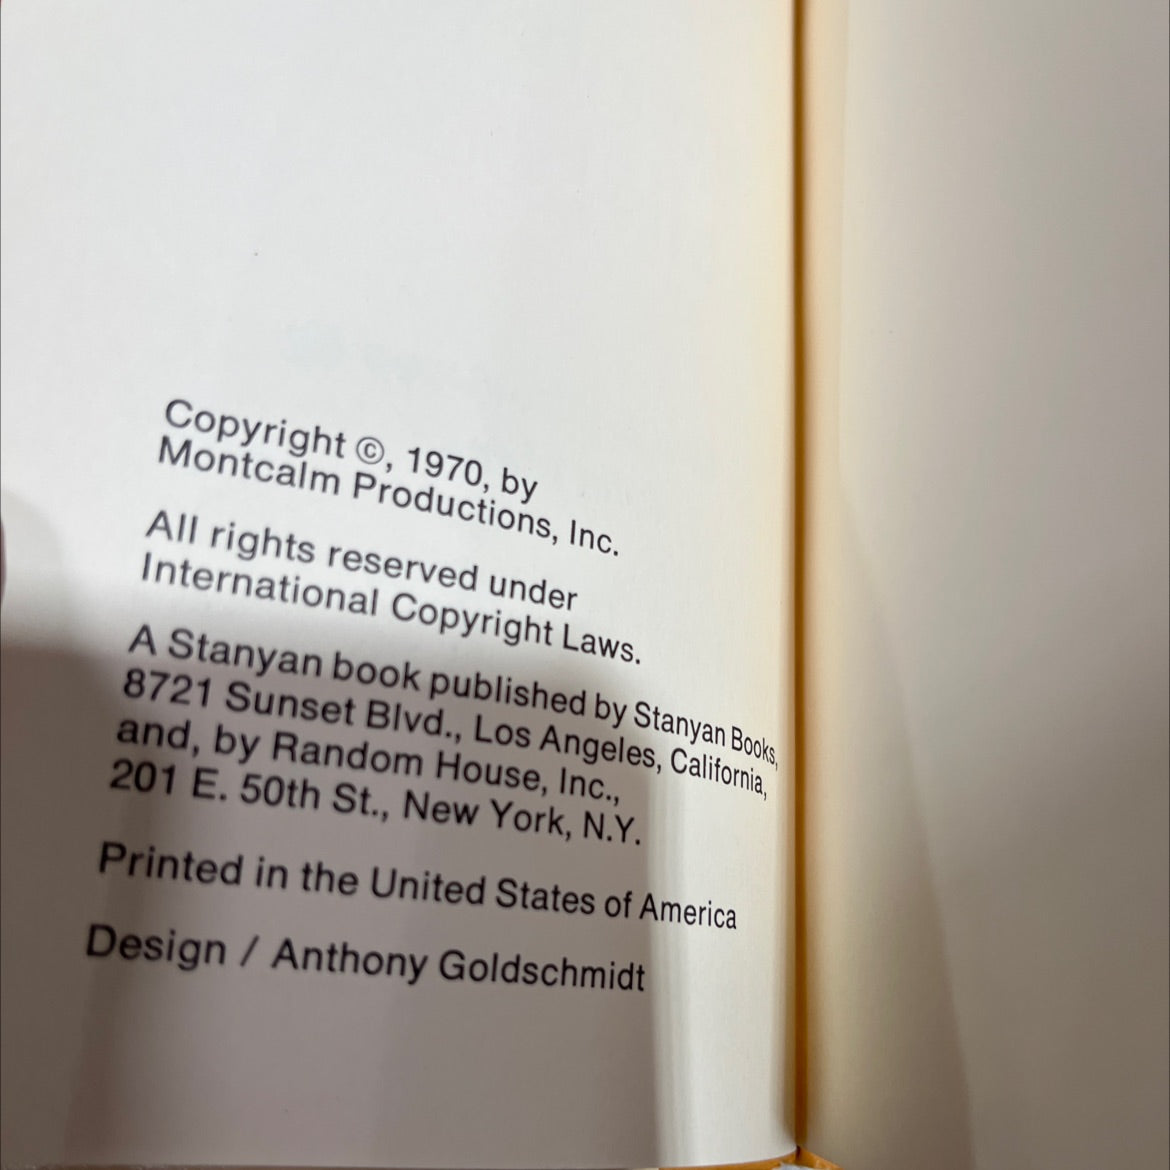 Copyright ©, 1970, by
Montcalm Productions, Inc.
All rights reserved under
International Copyright Laws.
A Stanyan book published by Stanyan Books,
8721 Sunset Blvd., Los Angeles, California,
and, by Random House, Inc.,
201 E. 50th St., New York, N.Y.
Printed in the United States of America
Design / Anthony Goldschmidt